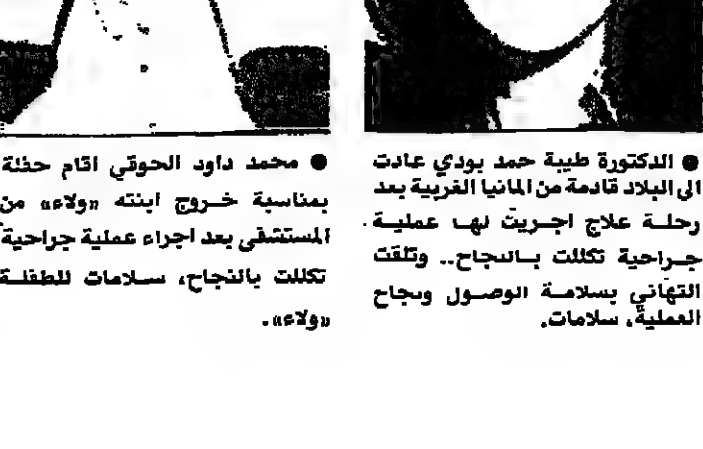 ● الدكتورة طيبة حمد بودي عادت
الى البلاد قادمة من المانيا الغربية بعد
رحلة علاج اجريت لها عملية
جراحية تكللت بالنجاح.. وتلقت
التهاني بسلامة الوصول ونجاح
العملية، سلامات.
● محمد داود الحوتي اقام حفلة
بمناسبة خروج ابنته «ولاء» من
المستشفى بعد اجراء عملية جراحية
تكللت بالنجاح، سلامات للطفلة
«ولاء».